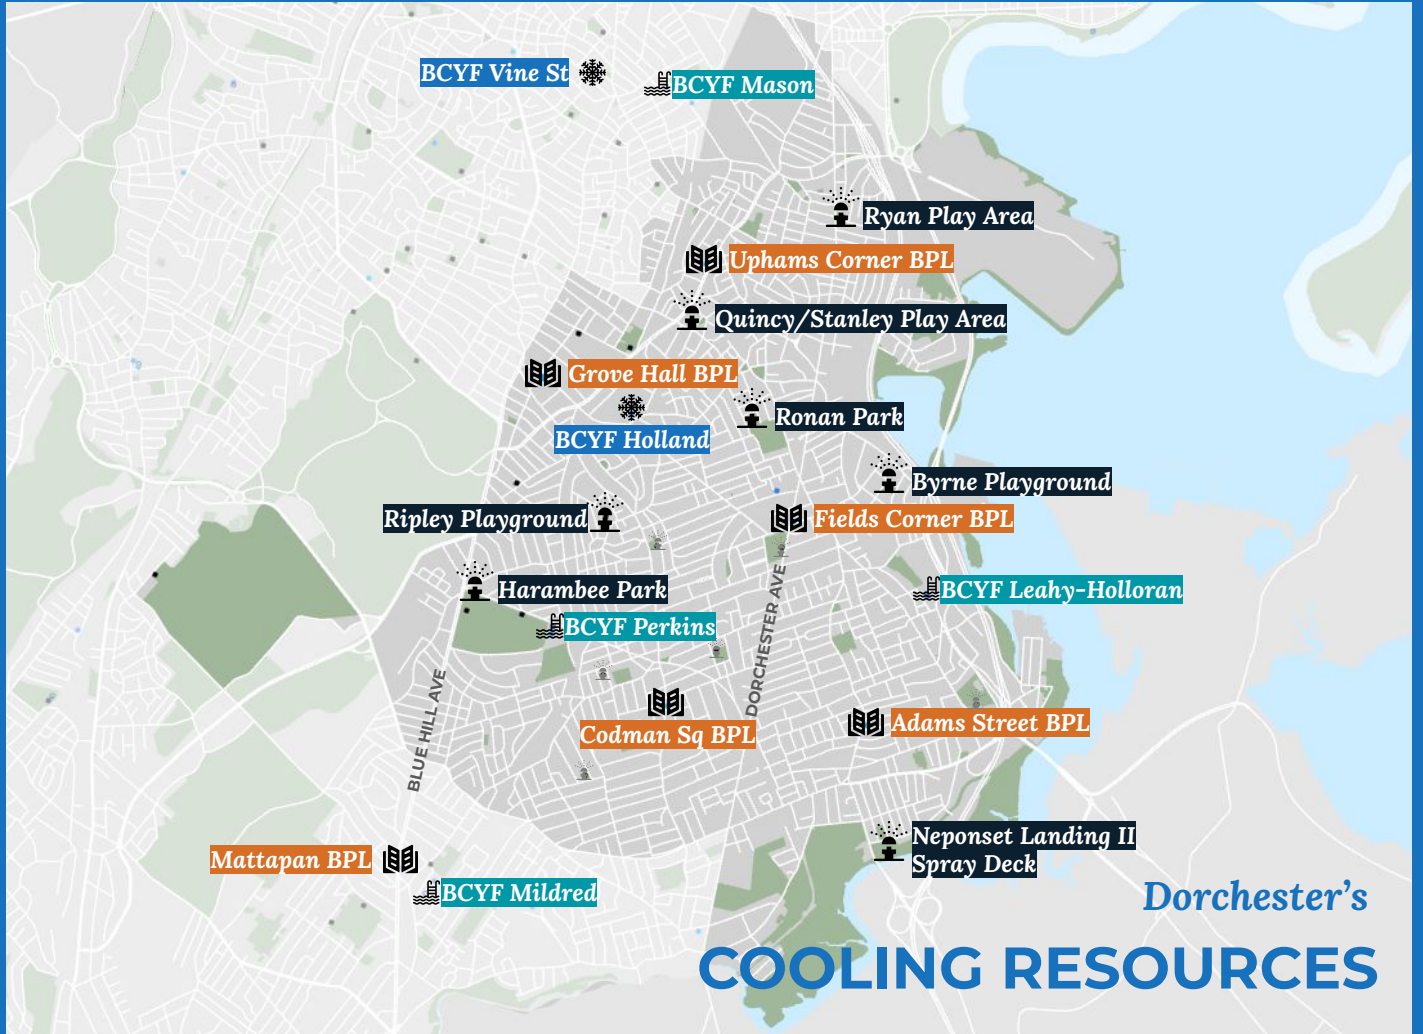 BCYF Vine St
BCYF Mason
Ryan Play Area
Uphams Corner BPL
Quincy/Stanley Play Area
Grove Hall BPL
Ronan Park
BCYF Holland
Byrne Playground
Ripley Playground
Fields Corner BPL
Harambee Park
BCYF Leahy-Holloran
BCYF Perkins
DORCHESTER AVE
BLUE HILL AVE
Codman Sq BPL
Adams Street BPL
Neponset Landing II
Spray Deck
Mattapan BPL
BCYF Mildred
Dorchester's
COOLING RESOURCES